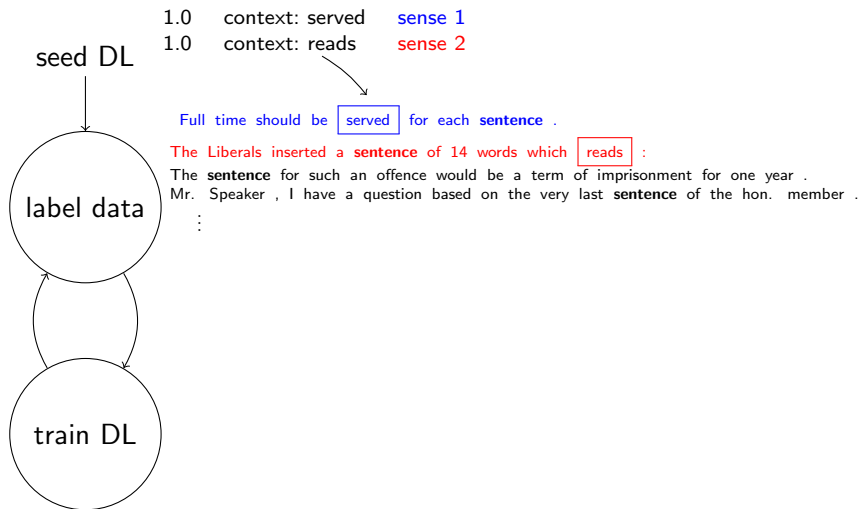 1.0 context: served sense 1
1.0 context: reads sense 2
seed DL
Full time should be served for each sentence .
The Liberals inserted a sentence of 14 words which reads :
The sentence for such an offence would be a term of imprisonment for one year .
Mr. Speaker , I have a question based on the very last sentence of the hon. member .
⋮
label data
train DL